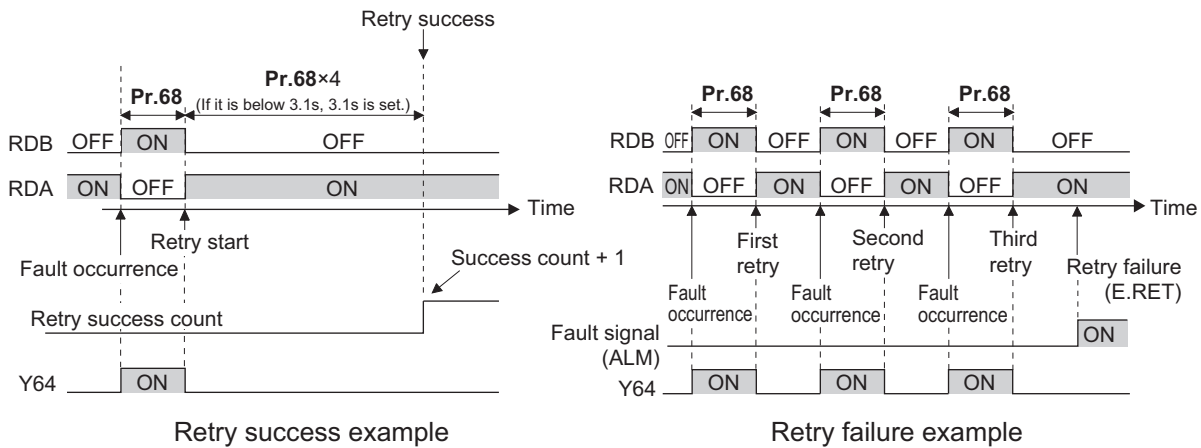 Retry success
Pr.68
Pr.68×4
(If it is below 3.1s, 3.1s is set.)
RDB OFF ON OFF
RDA ON OFF ON
Time
Retry start
Fault occurrence
Success count + 1
Retry success count
Y64 ON
Retry success example
Pr.68 Pr.68 Pr.68
RDB OFF ON OFF ON OFF ON OFF
RDA ON OFF ON OFF ON OFF ON
Time
First
retry
Second
retry
Third
retry
Retry failure
(E.RET)
Fault
occurrence
Fault
occurrence
Fault
occurrence
Fault signal
(ALM)
ON
Y64 ON ON ON
Retry failure example